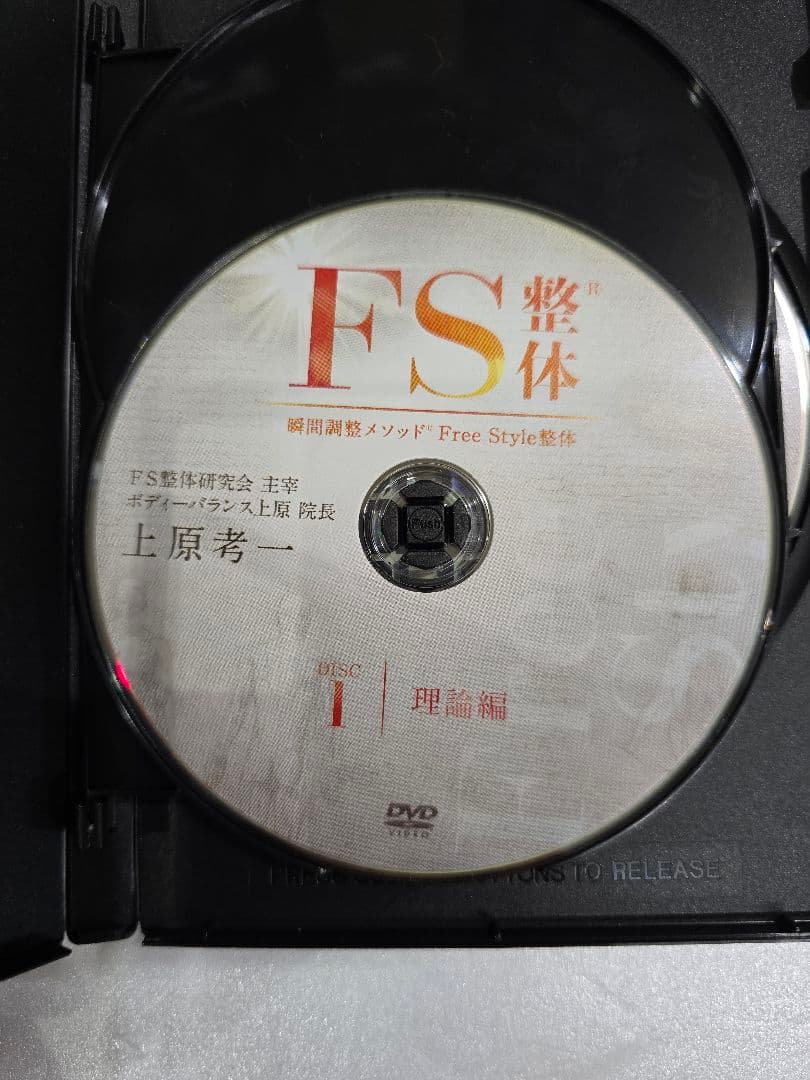 FS整体®
瞬間調整メソッド® Free Style整体
FS整体研究会 主宰
ボディーバランス上原 院長
上原考一
Push
DISC
1
理論編
DVD
VIDEO
TO RELEASE